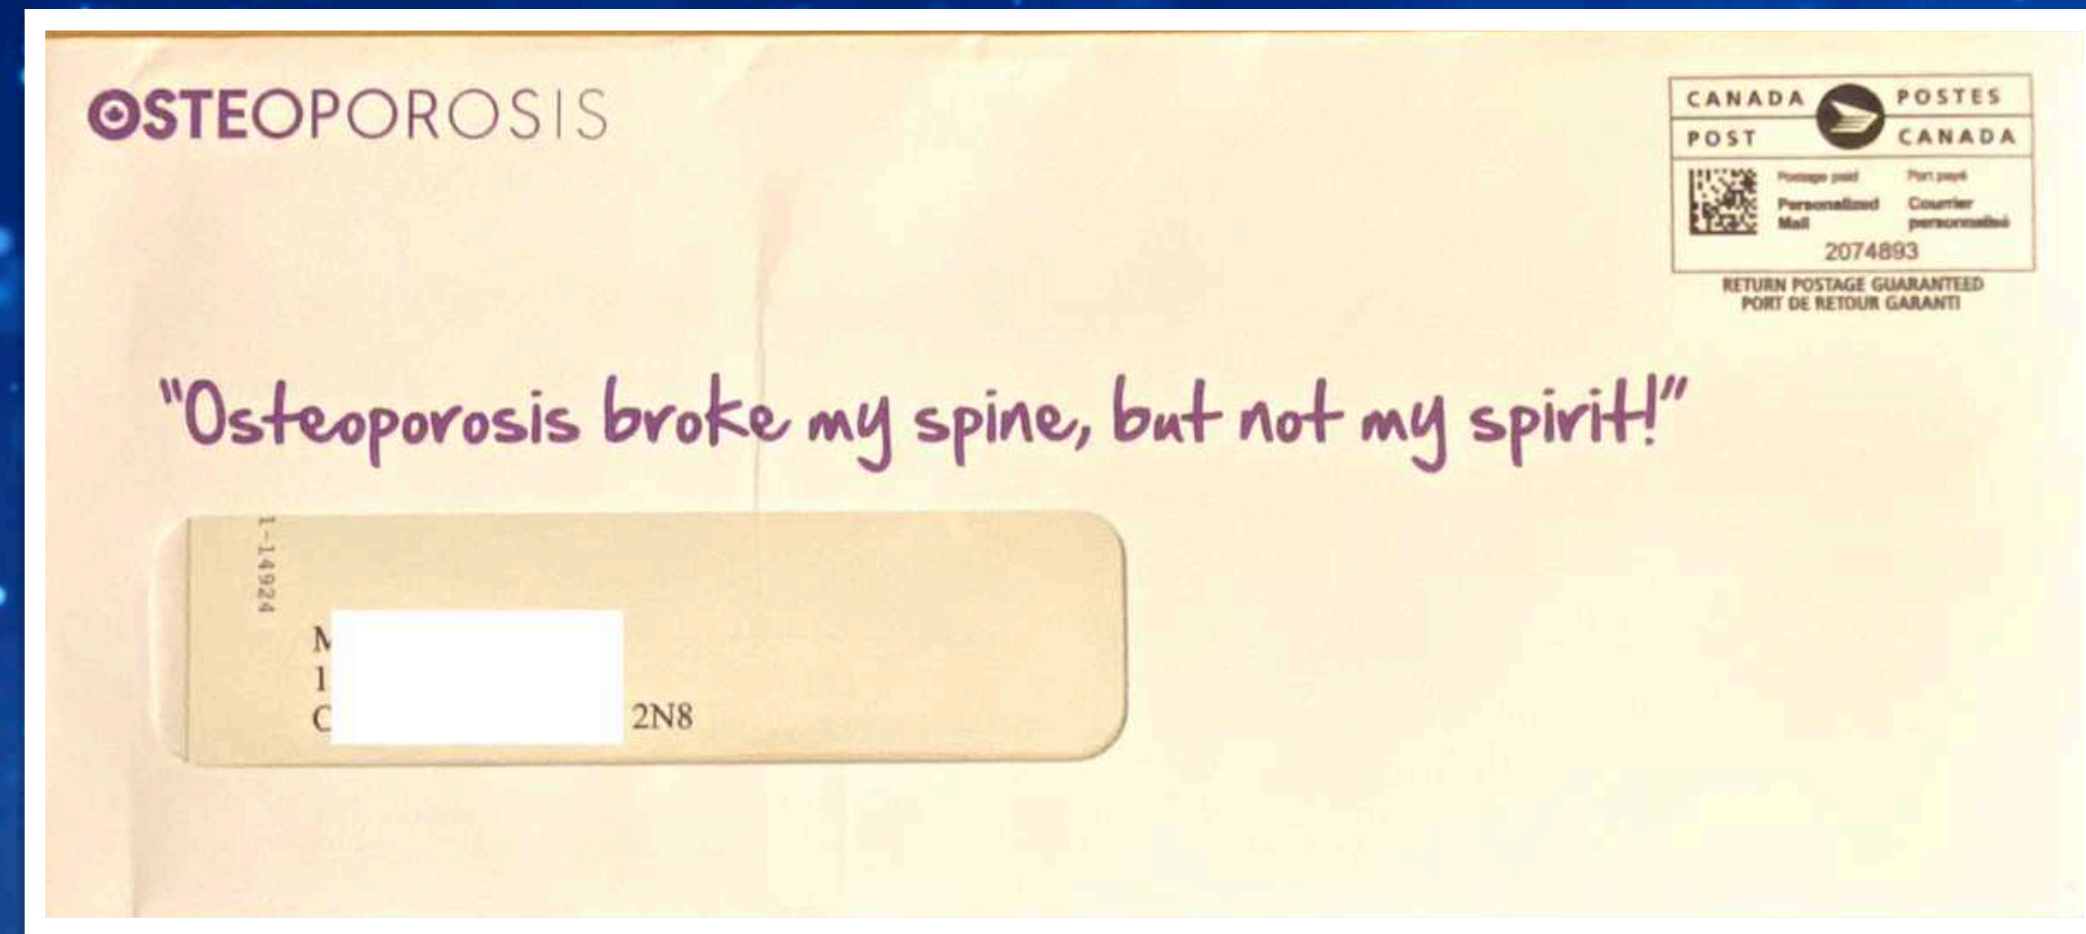 OSTEOPOROSIS
CANADA POST
POSTES CANADA
Postage paid
Port payé
Personalized Mail
Courrier personnalisé
2074893
RETURN POSTAGE GUARANTEED
PORT DE RETOUR GARANTI
"Osteoporosis broke my spine, but not my spirit!"
1-14924
M
1
C 2N8